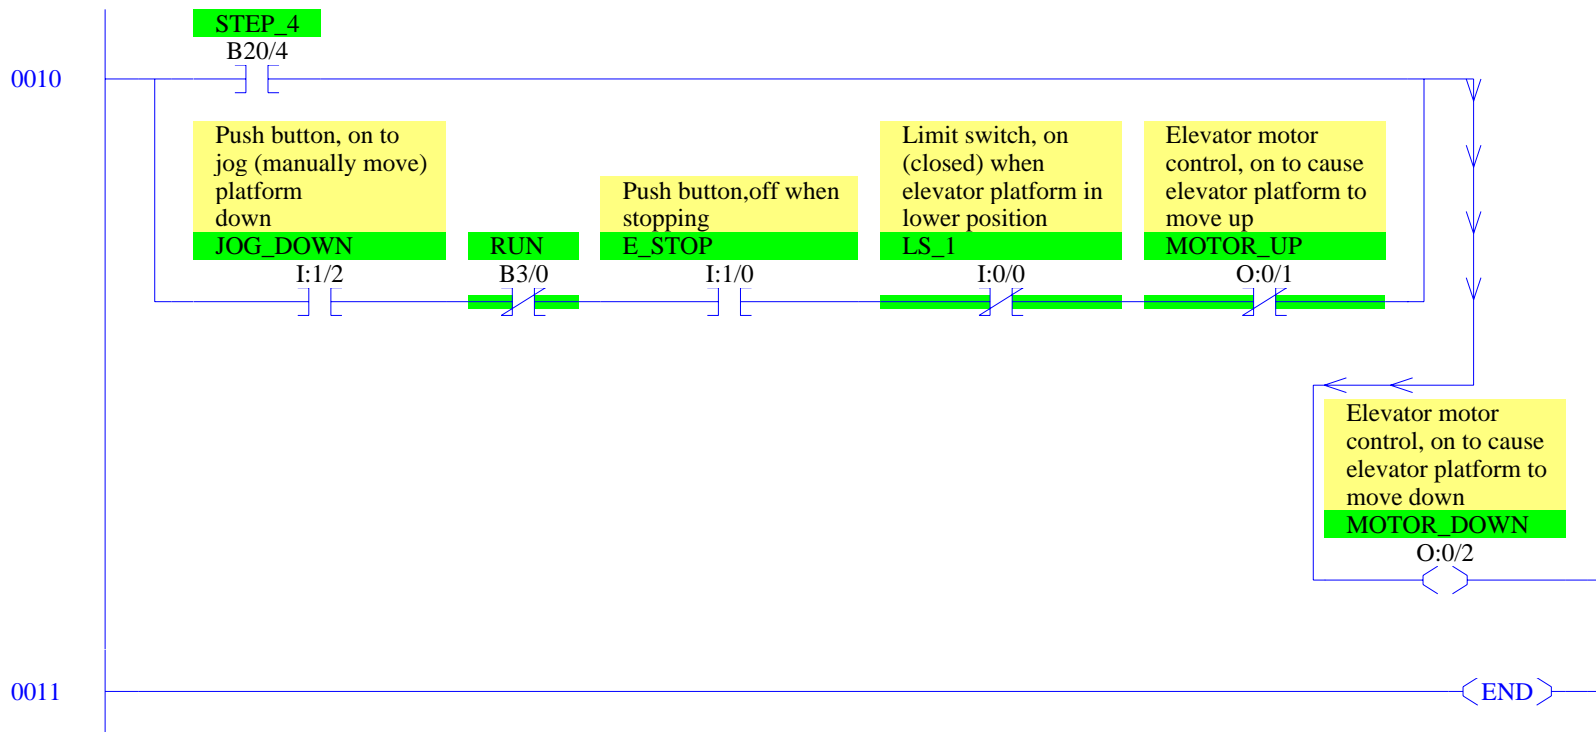 STEP_4
B20/4
0010
Push button, on to
jog (manually move)
platform
down
JOG_DOWN
I:1/2
RUN
B3/0
Push button,off when
stopping
E_STOP
I:1/0
Limit switch, on
(closed) when
elevator platform in
lower position
LS_1
I:0/0
Elevator motor
control, on to cause
elevator platform to
move up
MOTOR_UP
O:0/1
Elevator motor
control, on to cause
elevator platform to
move down
MOTOR_DOWN
O:0/2
0011
END